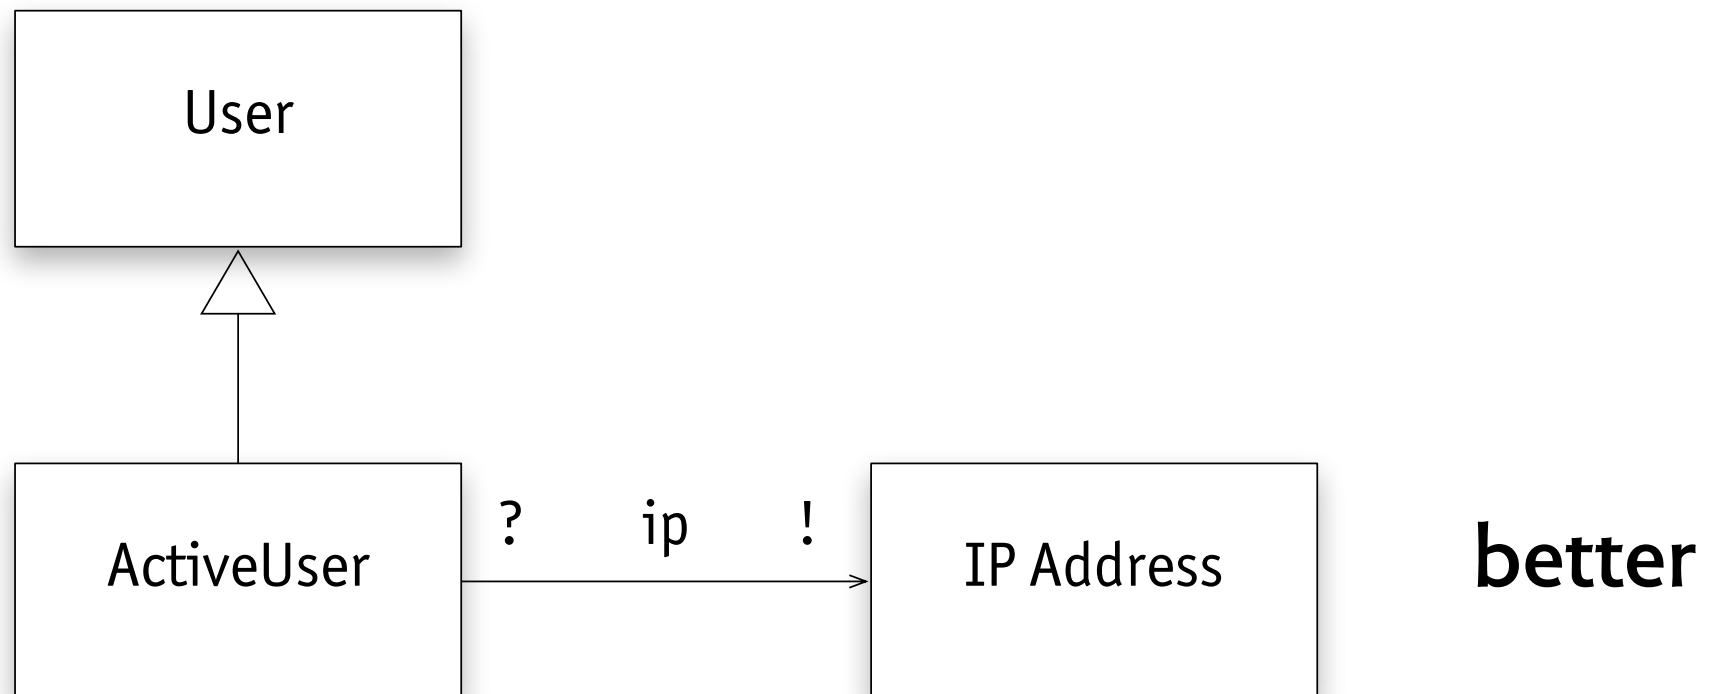 User
? ip !
ActiveUser
IP Address
better